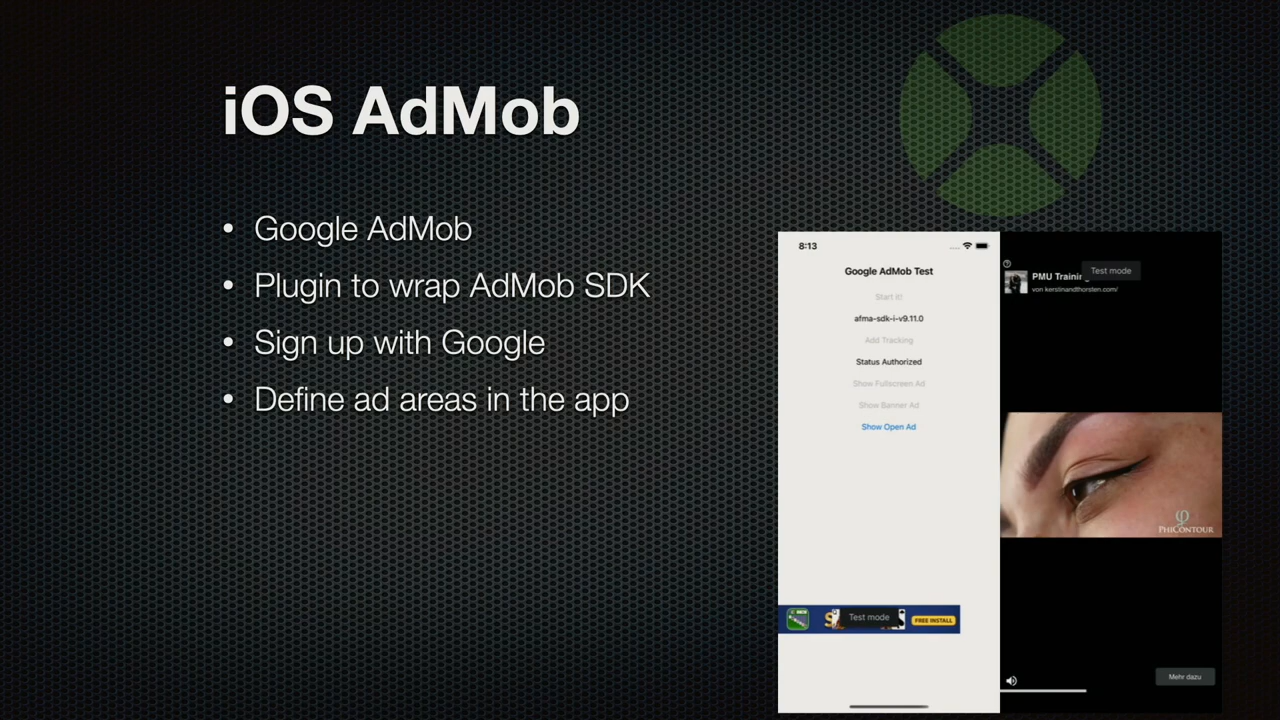 iOS AdMob
• Google AdMob
• Plugin to wrap AdMob SDK
• Sign up with Google
• Define ad areas in the app
8:13
Google AdMob Test
Start it!
afma-sdk-i-v9.11.0
Add Tracking
Status Authorized
Show Fullscreen Ad
Show Banner Ad
Show Open Ad
Test mode
FREE INSTALL
PMU
Test mode
von kerstinandthorsten.com/
PHICONTOUR
Mehr dazu